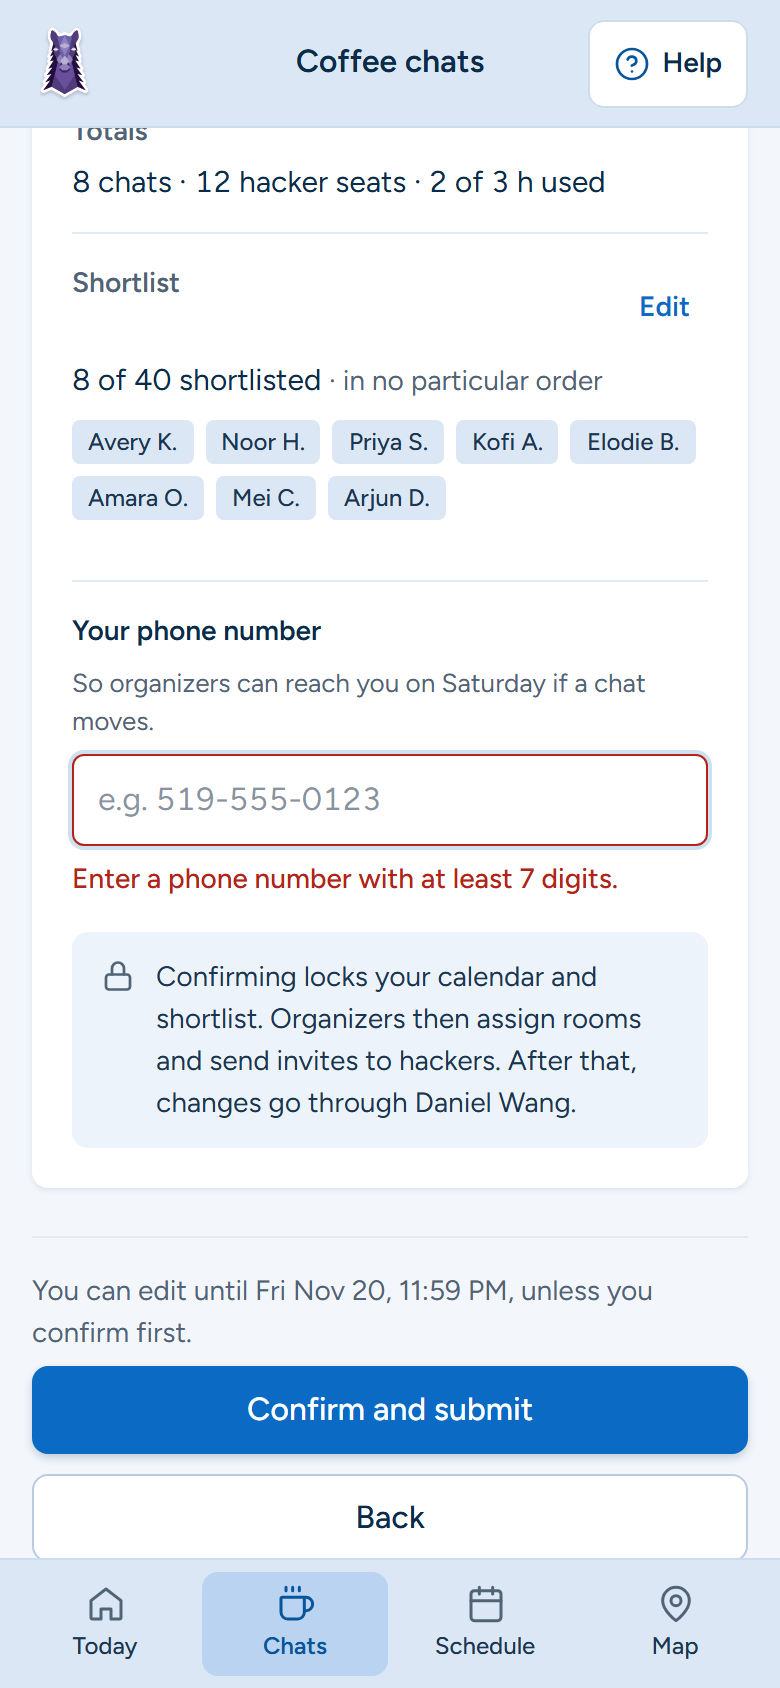 Coffee chats
Help
Totals
8 chats · 12 hacker seats · 2 of 3 h used
Shortlist
Edit
8 of 40 shortlisted · in no particular order
Avery K. Noor H. Priya S. Kofi A. Elodie B.
Amara O. Mei C. Arjun D.
Your phone number
So organizers can reach you on Saturday if a chat
moves.
e.g. 519-555-0123
Enter a phone number with at least 7 digits.
Confirming locks your calendar and
shortlist. Organizers then assign rooms
and send invites to hackers. After that,
changes go through Daniel Wang.
You can edit until Fri Nov 20, 11:59 PM, unless you
confirm first.
Confirm and submit
Back
Today Chats Schedule Map